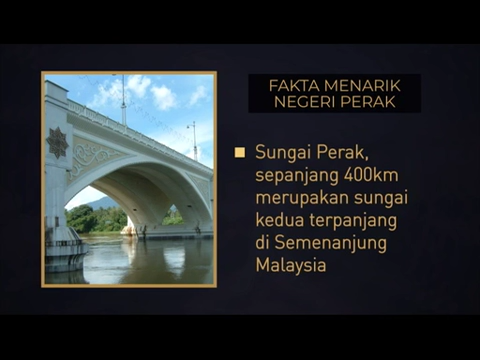 FAKTA MENARIK
NEGERI PERAK
Sungai Perak,
sepanjang 400km
merupakan sungai
kedua terpanjang
di Semenanjung
Malaysia